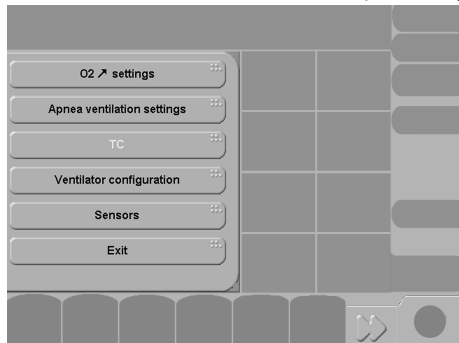 O2 ↗ settings
Apnea ventilation settings
TC
Ventilator configuration
Sensors
Exit